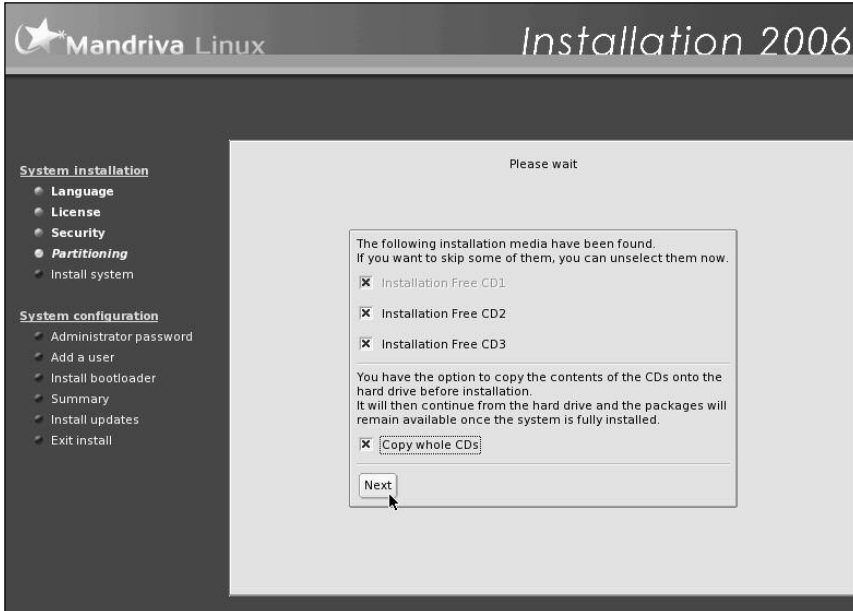 Mandriva Linux
Installation 2006
System installation
Language
License
Security
Partitioning
Install system
System configuration
Administrator password
Add a user
Install bootloader
Summary
Install updates
Exit install
Please wait
The following installation media have been found.
If you want to skip some of them, you can unselect them now.
Installation Free CD1
Installation Free CD2
Installation Free CD3
You have the option to copy the contents of the CDs onto the
hard drive before installation.
It will then continue from the hard drive and the packages will
remain available once the system is fully installed.
Copy whole CDs
Next